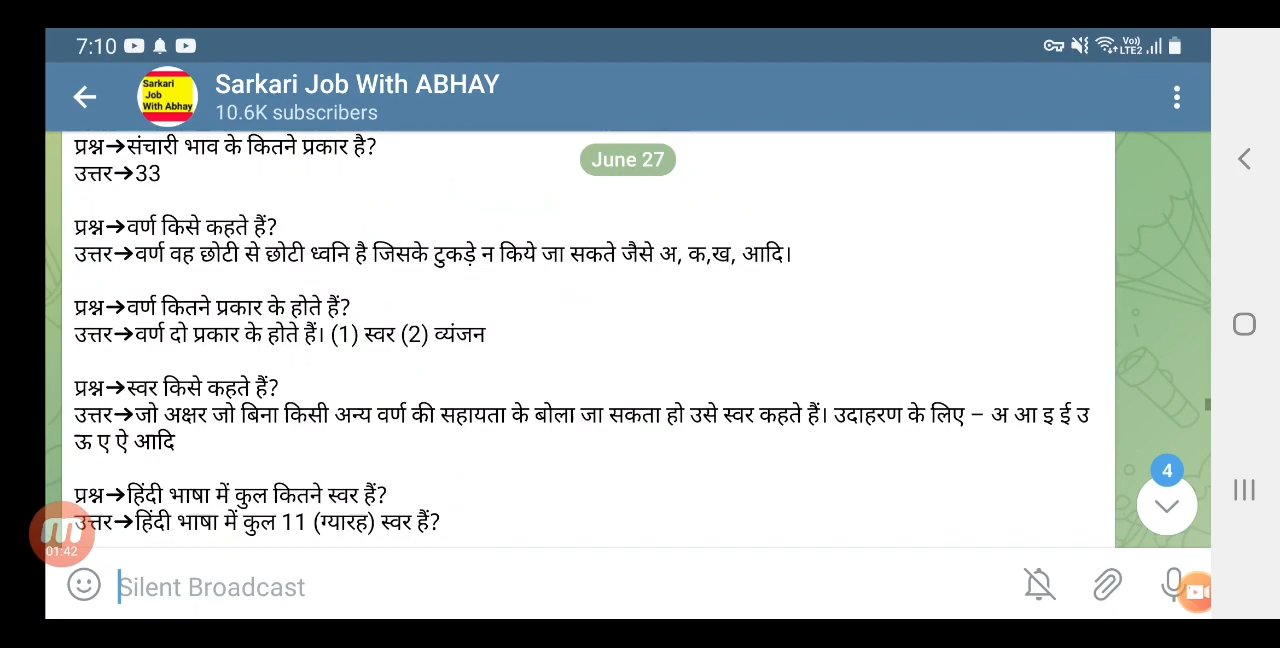 7:10
Vo))
LTE2
Sarkari
Job
With Abhay
Sarkari Job With ABHAY
10.6K subscribers
June 27
प्रश्न→संचारी भाव के कितने प्रकार है?
उत्तर→33
प्रश्न→वर्ण किसे कहते हैं?
उत्तर→वर्ण वह छोटी से छोटी ध्वनि है जिसके टुकड़े न किये जा सकते जैसे अ, क,ख, आदि।
प्रश्न→वर्ण कितने प्रकार के होते हैं?
उत्तर→वर्ण दो प्रकार के होते हैं। (1) स्वर (2) व्यंजन
प्रश्न→स्वर किसे कहते हैं?
उत्तर→जो अक्षर जो बिना किसी अन्य वर्ण की सहायता के बोला जा सकता हो उसे स्वर कहते हैं। उदाहरण के लिए – अ आ इ ई उ
ऊ ए ऐ ओ आदि
4
प्रश्न→हिंदी भाषा में कुल कितने स्वर हैं?
उत्तर→हिंदी भाषा में कुल 11 (ग्यारह) स्वर हैं?
01:42
Silent Broadcast